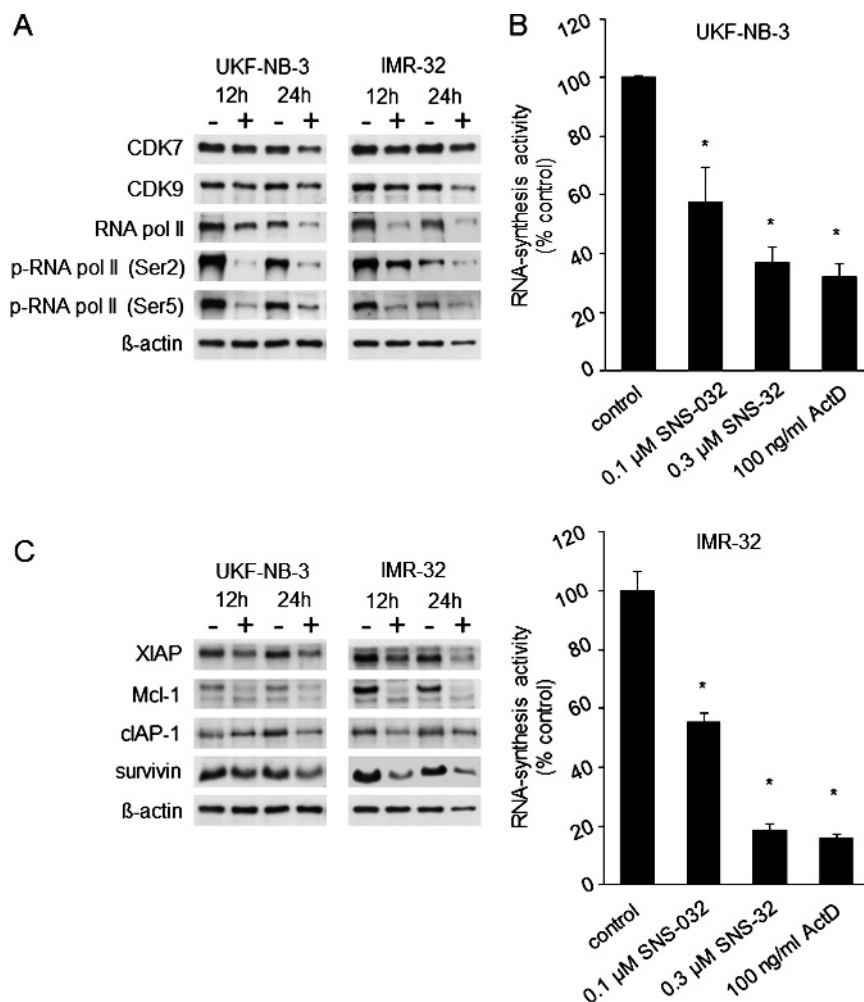 A
UKF-NB-3 IMR-32
12h 24h 12h 24h
- + - + - + - +
CDK7
CDK9
RNA pol II
p-RNA pol II (Ser2)
p-RNA pol II (Ser5)
ß-actin
B
UKF-NB-3
120
100
80
60
40
20
0
RNA-synthesis activity
(% control)
*
*
*
control
0.1 µM SNS-032
0.3 µM SNS-32
100 ng/ml ActD
C
UKF-NB-3 IMR-32
12h 24h 12h 24h
- + - + - + - +
XIAP
Mcl-1
cIAP-1
survivin
ß-actin
IMR-32
120
100
80
60
40
20
0
RNA-synthesis activity
(% control)
*
*
*
control
0.1 µM SNS-032
0.3 µM SNS-32
100 ng/ml ActD